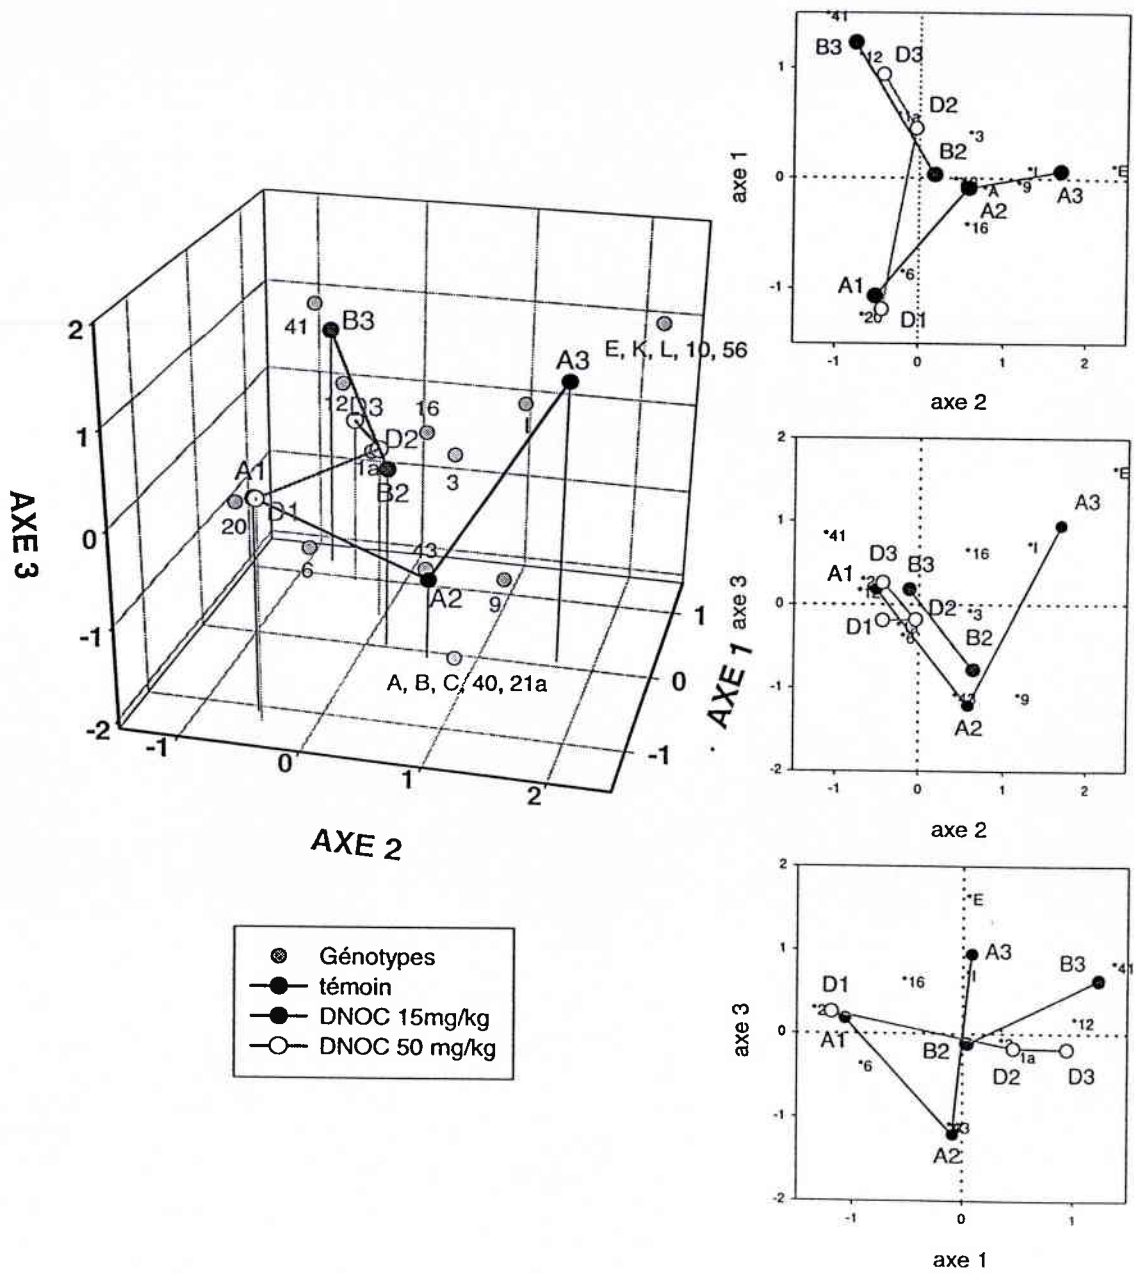 2
1
0
-1
-2
-1
0
1
2
-1
0
1
AXE 3
AXE 2
AXE 1
41
B3
E, K, L, 10, 56
A3
12
D3
16
I
D2
1a
3
B2
A1
D1
20
6
A2
9
A, B, C, 40, 21a
Génotypes
témoin
DNOC 15mg/kg
DNOC 50 mg/kg
*41
B3
*12
D3
D2
1a
*3
B2
*I
*E
*A
*9
A2
A3
*16
*6
A1
*20
D1
1
0
-1
-1
0
1
2
axe 1
axe 2
*E
A3
*41
*I
D3
B3
*16
A1
D1
D2
*3
B2
*6
*9
A2
2
1
0
-1
-2
-1
0
1
2
axe 3
axe 2
*E
A3
B3
*41
*I
*16
D1
*12
A1
B2
1a
D2
D3
*6
A2
2
1
0
-1
-2
-1
0
1
axe 3
axe 1